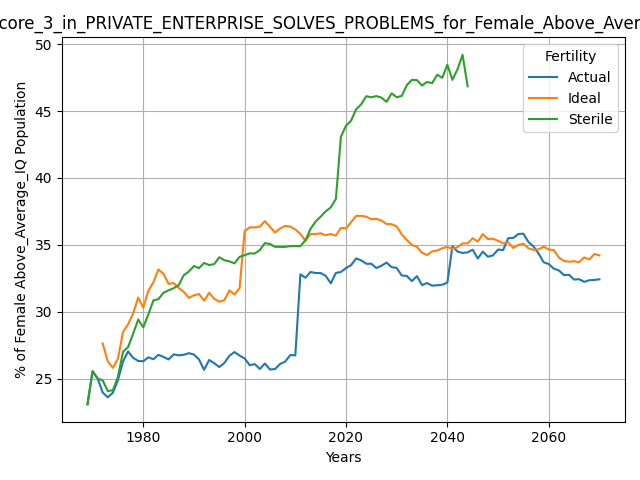 core_3_in_PRIVATE_ENTERPRISE_SOLVES_PROBLEMS_for_Female_Above_Aver
Fertility
Actual
Ideal
Sterile
% of Female Above_Average_IQ Population
50
45
40
35
30
25
1980 2000 2020 2040 2060
Years